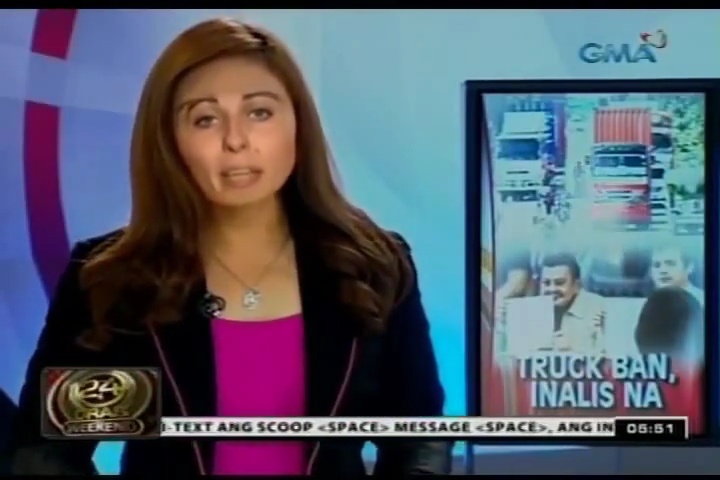 GMA
TRUCK BAN,
INALIS NA
24
ORAS
WEEKEND
I-TEXT ANG SCOOP <SPACE> MESSAGE <SPACE>, ANG IN
05:51